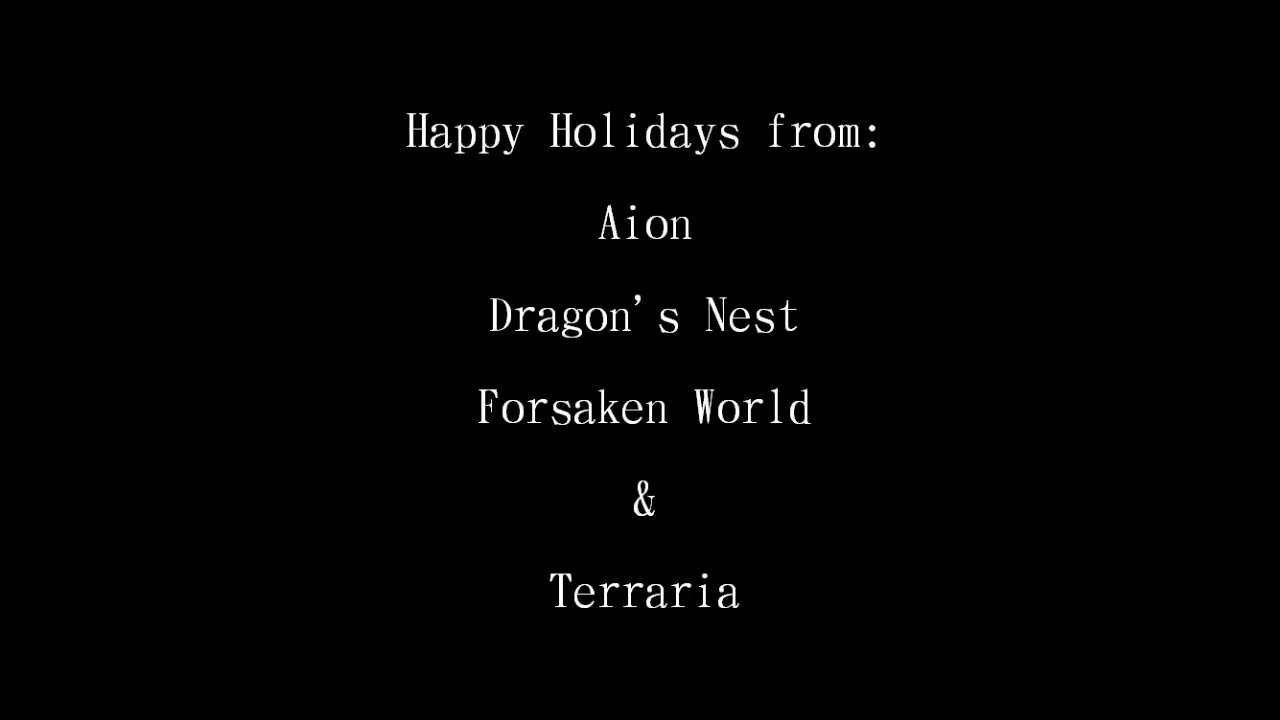 Happy Holidays from:
Aion
Dragon's Nest
Forsaken World
&
Terraria